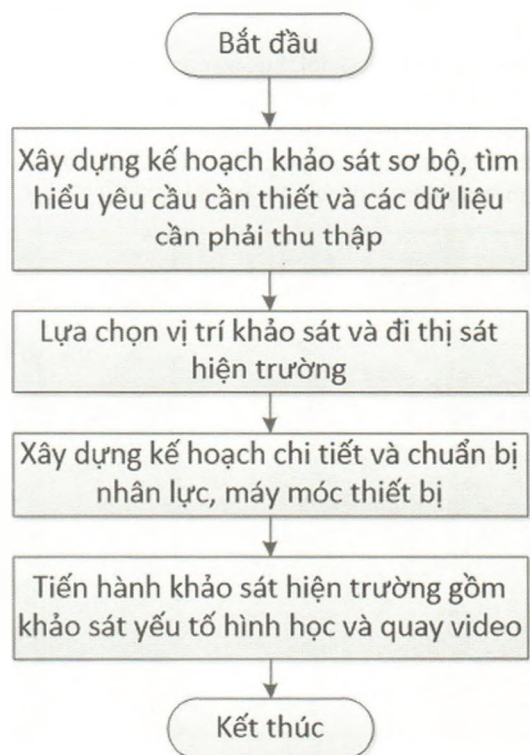 Bắt đầu
Xây dựng kế hoạch khảo sát sơ bộ, tìm
hiểu yêu cầu cần thiết và các dữ liệu
cần phải thu thập
Lựa chọn vị trí khảo sát và đi thị sát
hiện trường
Xây dựng kế hoạch chi tiết và chuẩn bị
nhân lực, máy móc thiết bị
Tiến hành khảo sát hiện trường gồm
khảo sát yếu tố hình học và quay video
Kết thúc